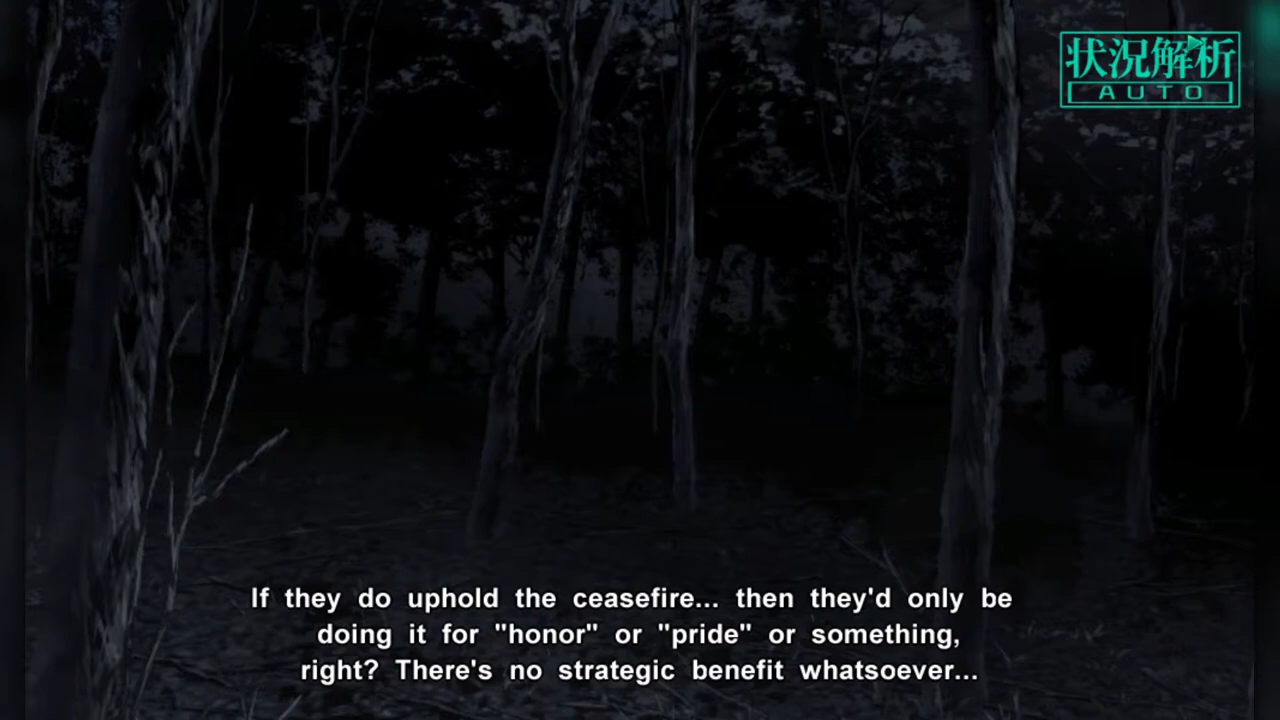 状況解析
AUTO
If they do uphold the ceasefire... then they'd only be
doing it for "honor" or "pride" or something,
right? There's no strategic benefit whatsoever...